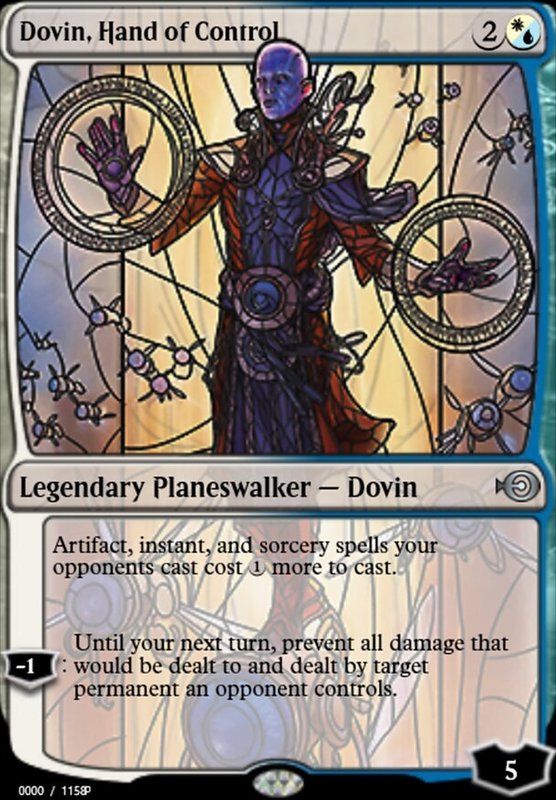 Dovin, Hand of Control 2
Legendary Planeswalker — Dovin
Artifact, instant, and sorcery spells your
opponents cast cost 1 more to cast.
Until your next turn, prevent all damage that
-1 : would be dealt to and dealt by target
permanent an opponent controls.
5
0000 / 1158P